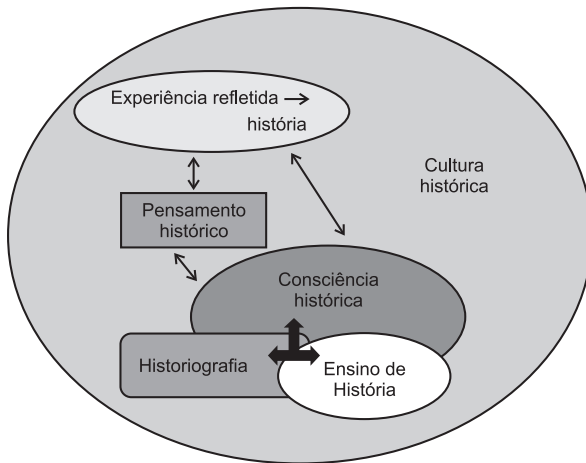 Experiência refletida →
história
Cultura
histórica
Pensamento
histórico
Consciência
histórica
Historiografia
Ensino de
História